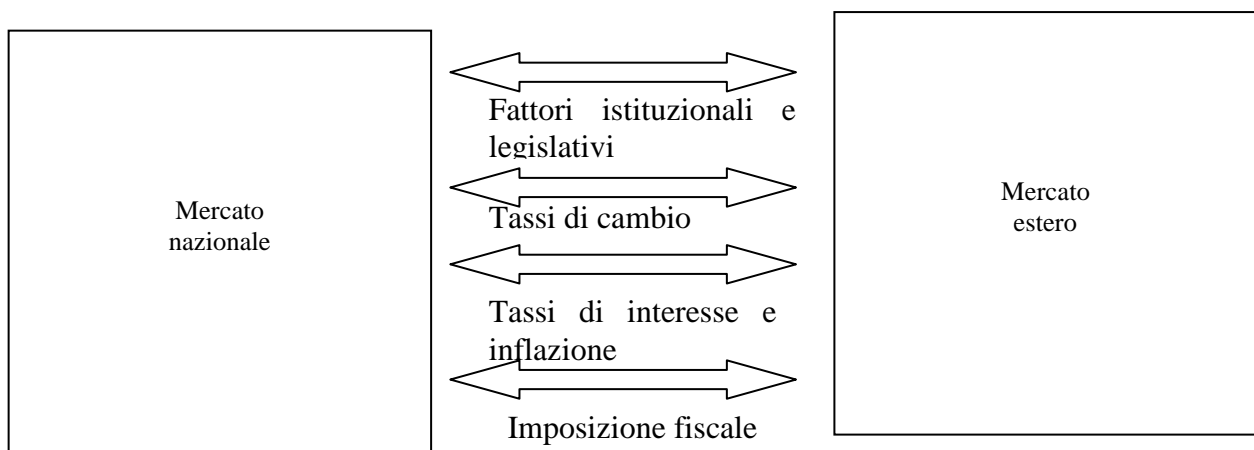 Mercato
nazionale
Fattori istituzionali e
legislativi
Tassi di cambio
Tassi di interesse e
inflazione
Imposizione fiscale
Mercato
estero